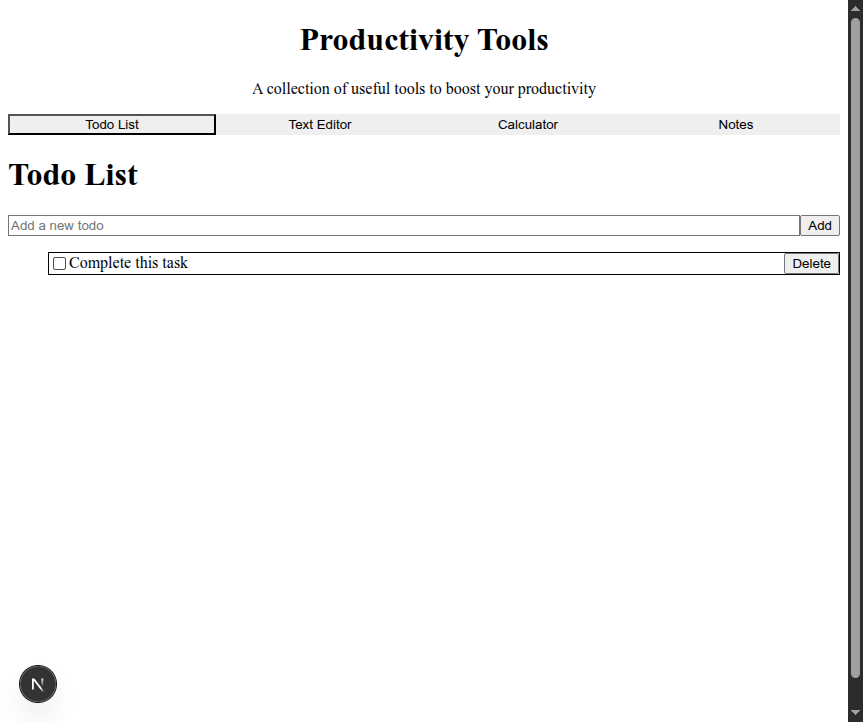 Productivity Tools
A collection of useful tools to boost your productivity
Todo List Text Editor Calculator Notes
Todo List
Add a new todo Add
Complete this task Delete
N